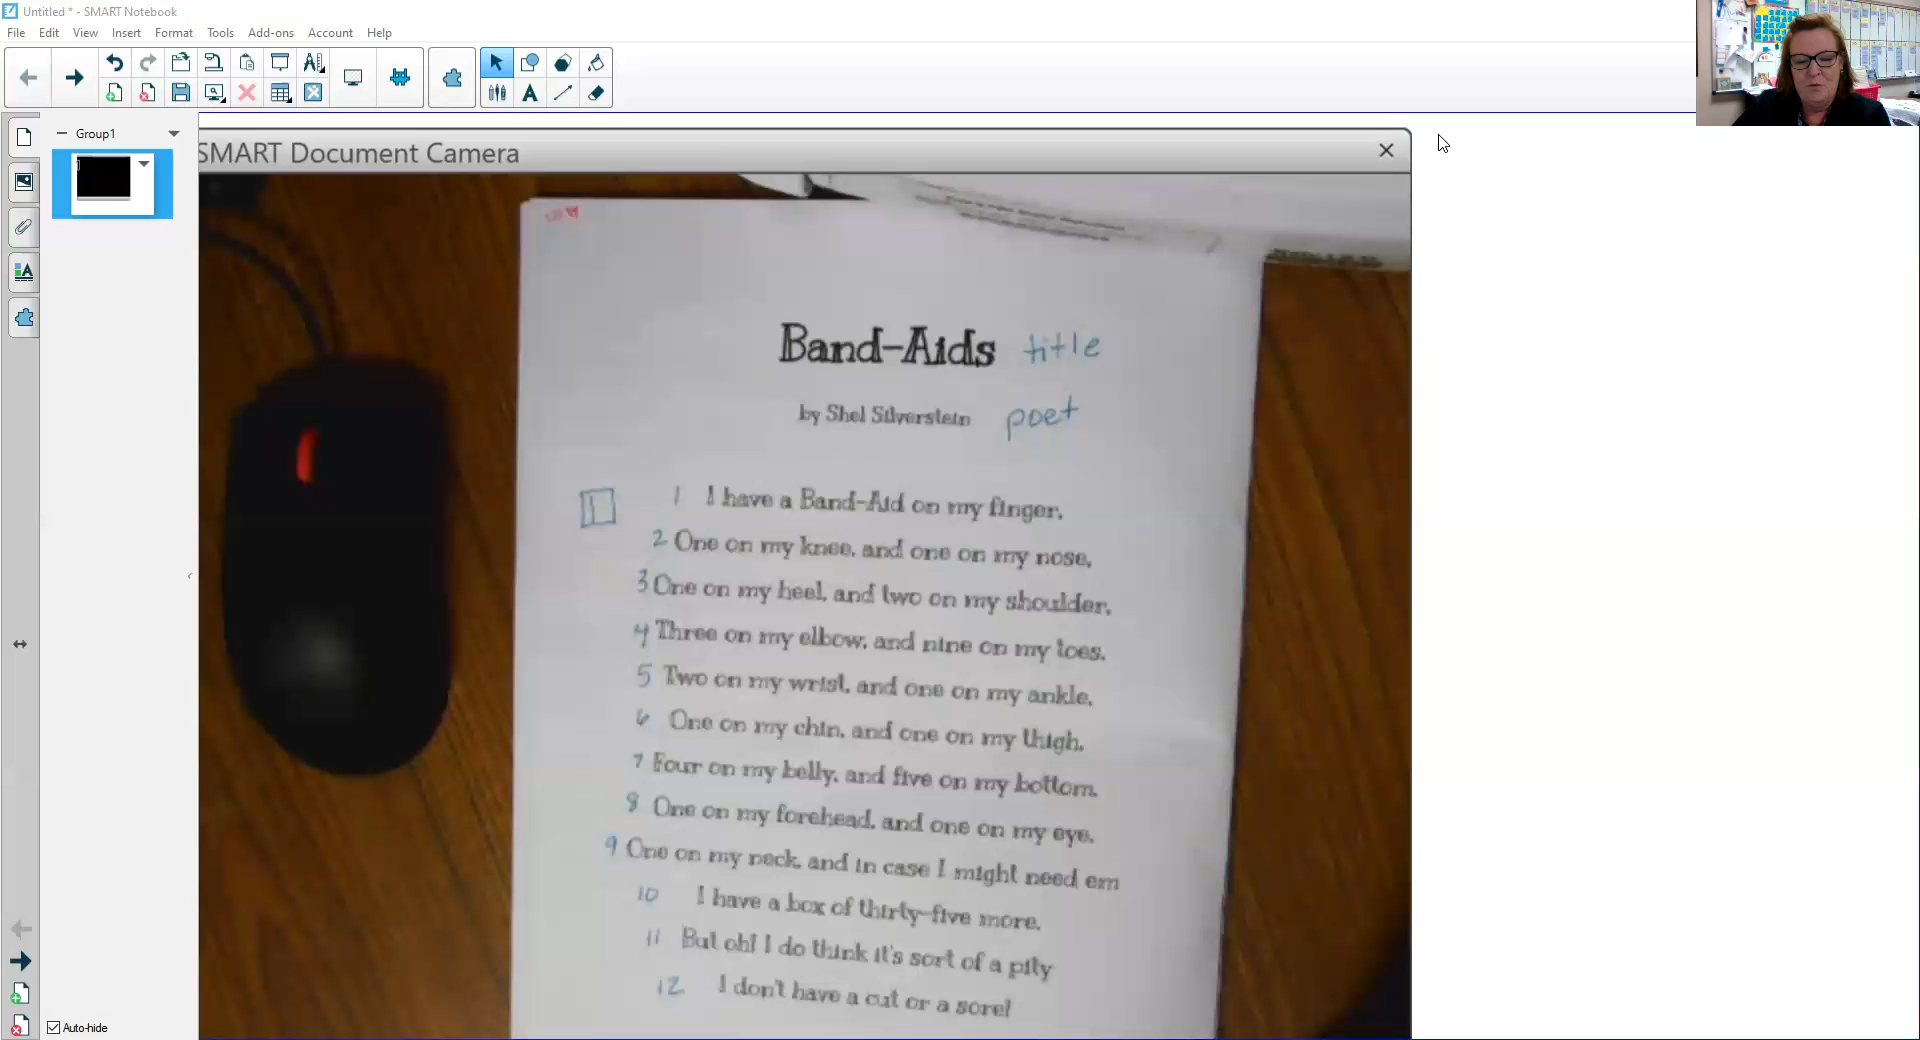 Untitled * - SMART Notebook
File Edit View Insert Format Tools Add-ons Account Help
Group1
SMART Document Camera
Band-Aids title
by Shel Silverstein poet
1
1 I have a Band-Aid on my finger,
2 One on my knee, and one on my nose,
3 One on my heel, and two on my shoulder,
4 Three on my elbow, and nine on my toes.
5 Two on my wrist, and one on my ankle,
6 One on my chin, and one on my thigh,
7 Four on my belly, and five on my bottom,
8 One on my forehead, and one on my eye.
9 One on my neck, and in case I might need em
10 I have a box of thirty-five more.
11 But oh! I do think it's sort of a pity
12 I don't have a cut or a sore!
Auto-hide